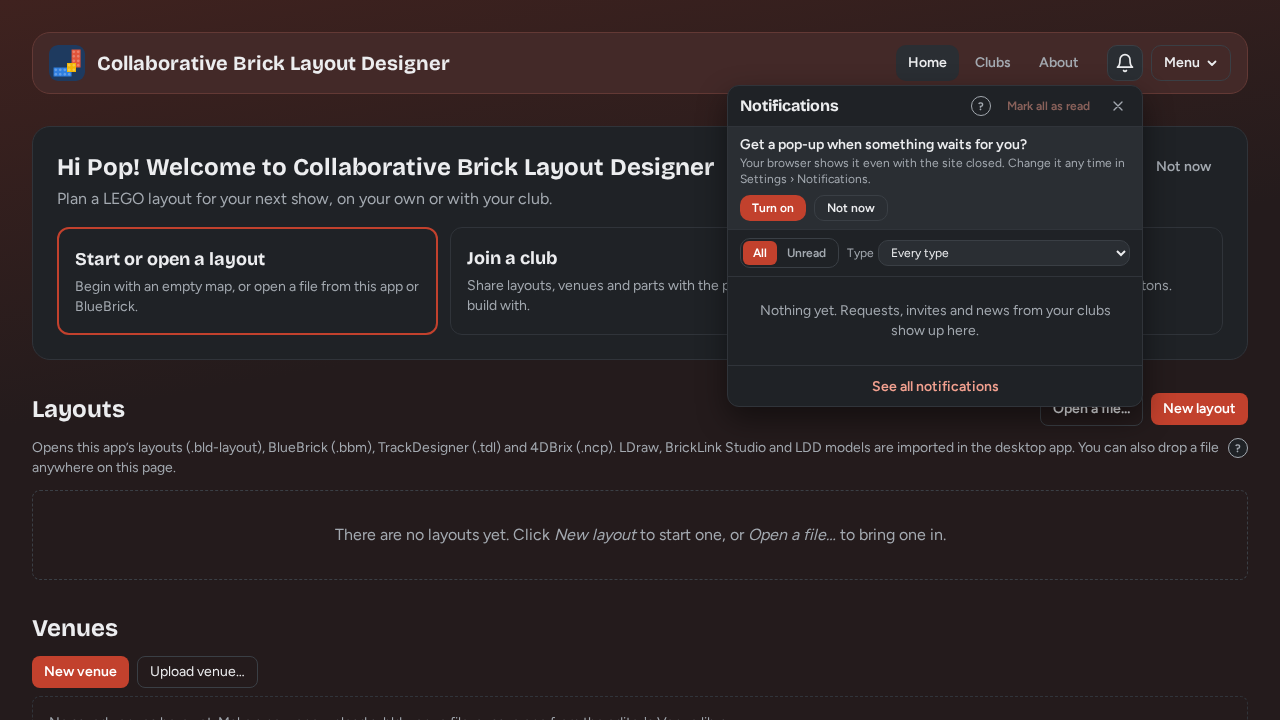 Collaborative Brick Layout Designer
Home
Clubs
About
Menu
Notifications
?
Mark all as read
Get a pop-up when something waits for you?
Your browser shows it even with the site closed. Change it any time in
Settings › Notifications.
Turn on
Not now
All
Unread
Type
Every type
Nothing yet. Requests, invites and news from your clubs
show up here.
See all notifications
Hi Pop! Welcome to Collaborative Brick Layout Designer
Not now
Plan a LEGO layout for your next show, on your own or with your club.
Start or open a layout
Begin with an empty map, or open a file from this app or
BlueBrick.
Join a club
Share layouts, venues and parts with the
build with.
Layouts
Open a file…
New layout
Opens this app’s layouts (.bld-layout), BlueBrick (.bbm), TrackDesigner (.tdl) and 4DBrix (.ncp). LDraw, BrickLink Studio and LDD models are imported in the desktop app. You can also drop a file
?
anywhere on this page.
There are no layouts yet. Click New layout to start one, or Open a file… to bring one in.
Venues
New venue
Upload venue…